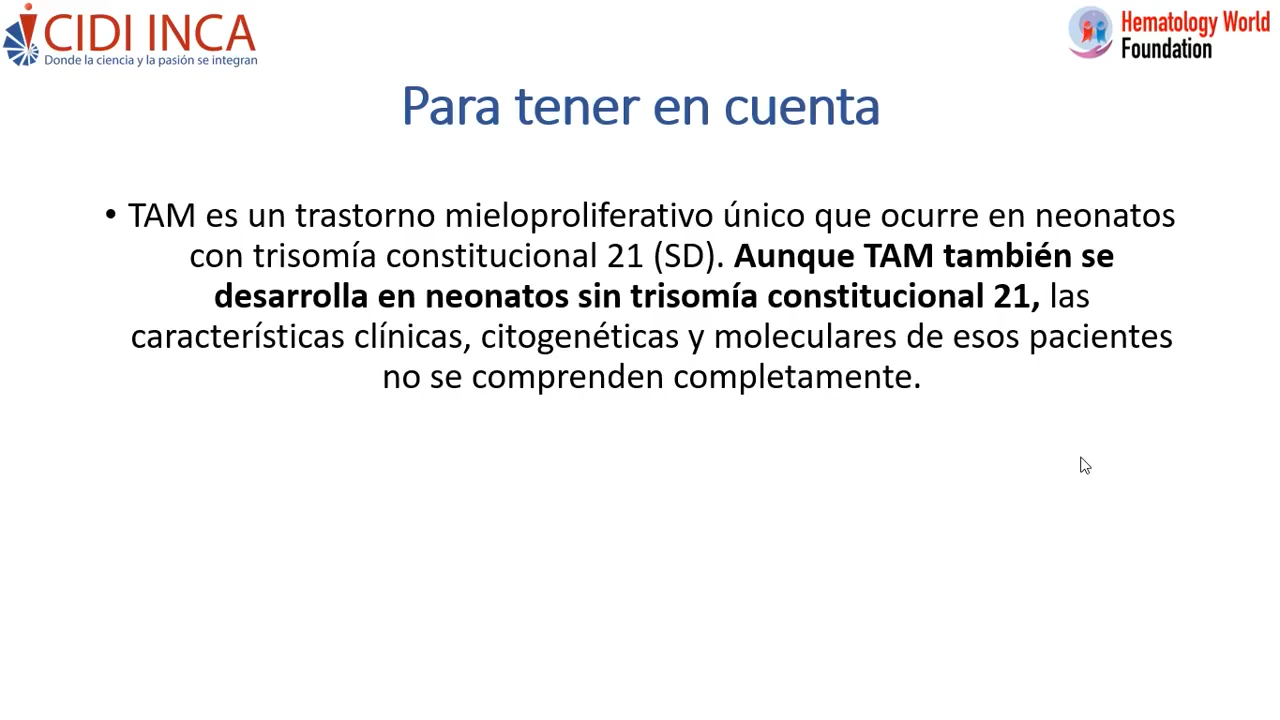 CIDI INCA
Donde la ciencia y la pasión se integran
Hematology World
Foundation
Para tener en cuenta
• TAM es un trastorno mieloproliferativo único que ocurre en neonatos
con trisomía constitucional 21 (SD). Aunque TAM también se
desarrolla en neonatos sin trisomía constitucional 21, las
características clínicas, citogenéticas y moleculares de esos pacientes
no se comprenden completamente.